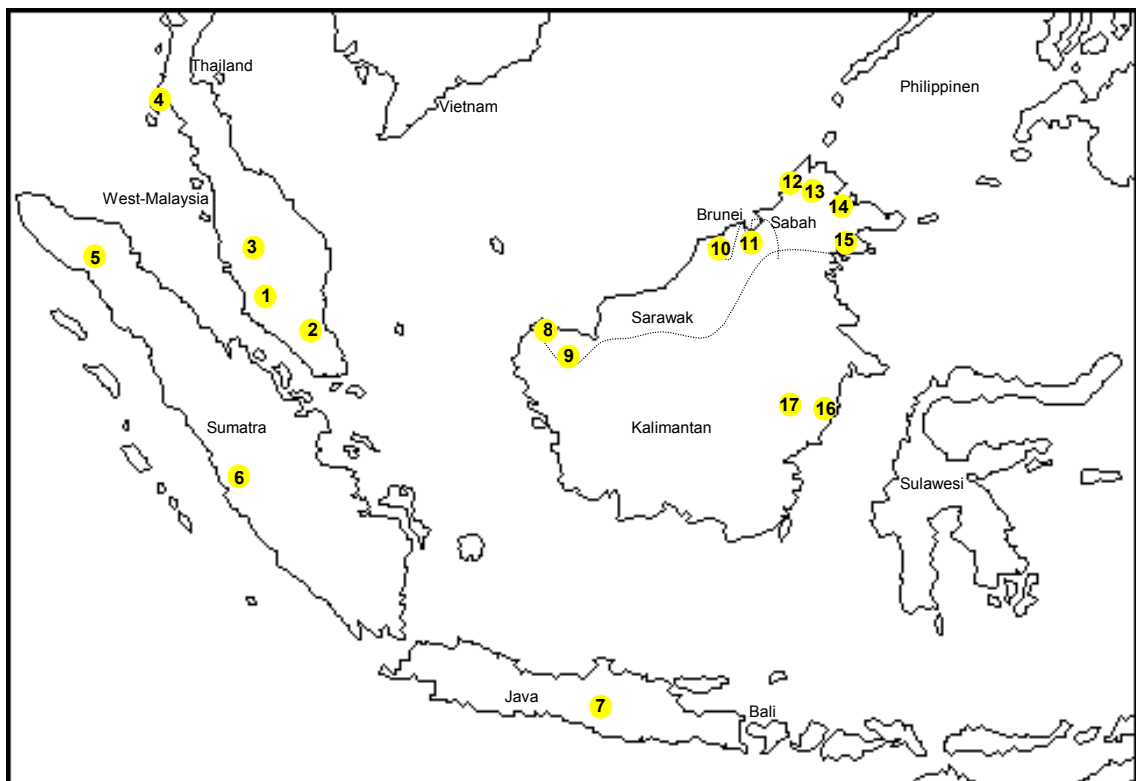 Thailand
Philippinen
4
Vietnam
12
13
West-Malaysia
14
Brunei
Sabah
3
10
11
15
5
1
Sarawak
8
2
9
17
16
Sumatra
Kalimantan
6
Sulawesi
Java
7
Bali